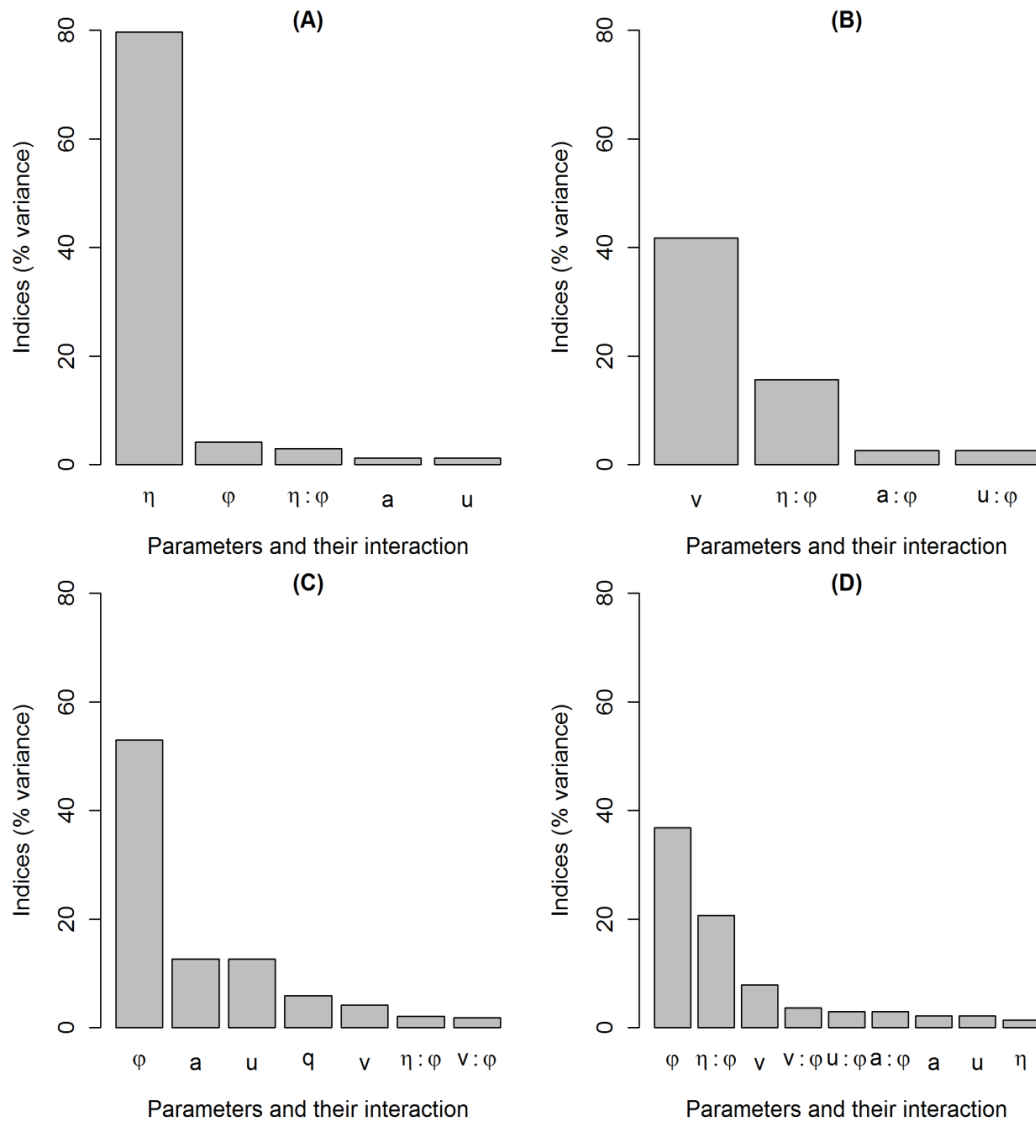 (A)
Indices (% variance)
80
60
40
20
0
η φ η : φ a u
Parameters and their interaction
(B)
Indices (% variance)
80
60
40
20
0
v η : φ a : φ u : φ
Parameters and their interaction
(C)
Indices (% variance)
80
60
40
20
0
φ a u q v η : φ v : φ
Parameters and their interaction
(D)
Indices (% variance)
80
60
40
20
0
φ η : φ v v : φ u : φ a : φ a u η
Parameters and their interaction